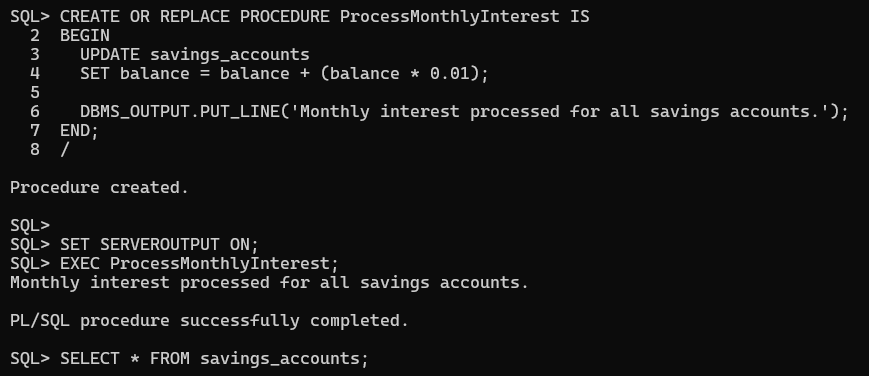 SQL> CREATE OR REPLACE PROCEDURE ProcessMonthlyInterest IS
  2  BEGIN
  3    UPDATE savings_accounts
  4    SET balance = balance + (balance * 0.01);
  5
  6    DBMS_OUTPUT.PUT_LINE('Monthly interest processed for all savings accounts.');
  7  END;
  8  /

Procedure created.

SQL>
SQL> SET SERVEROUTPUT ON;
SQL> EXEC ProcessMonthlyInterest;
Monthly interest processed for all savings accounts.

PL/SQL procedure successfully completed.

SQL> SELECT * FROM savings_accounts;